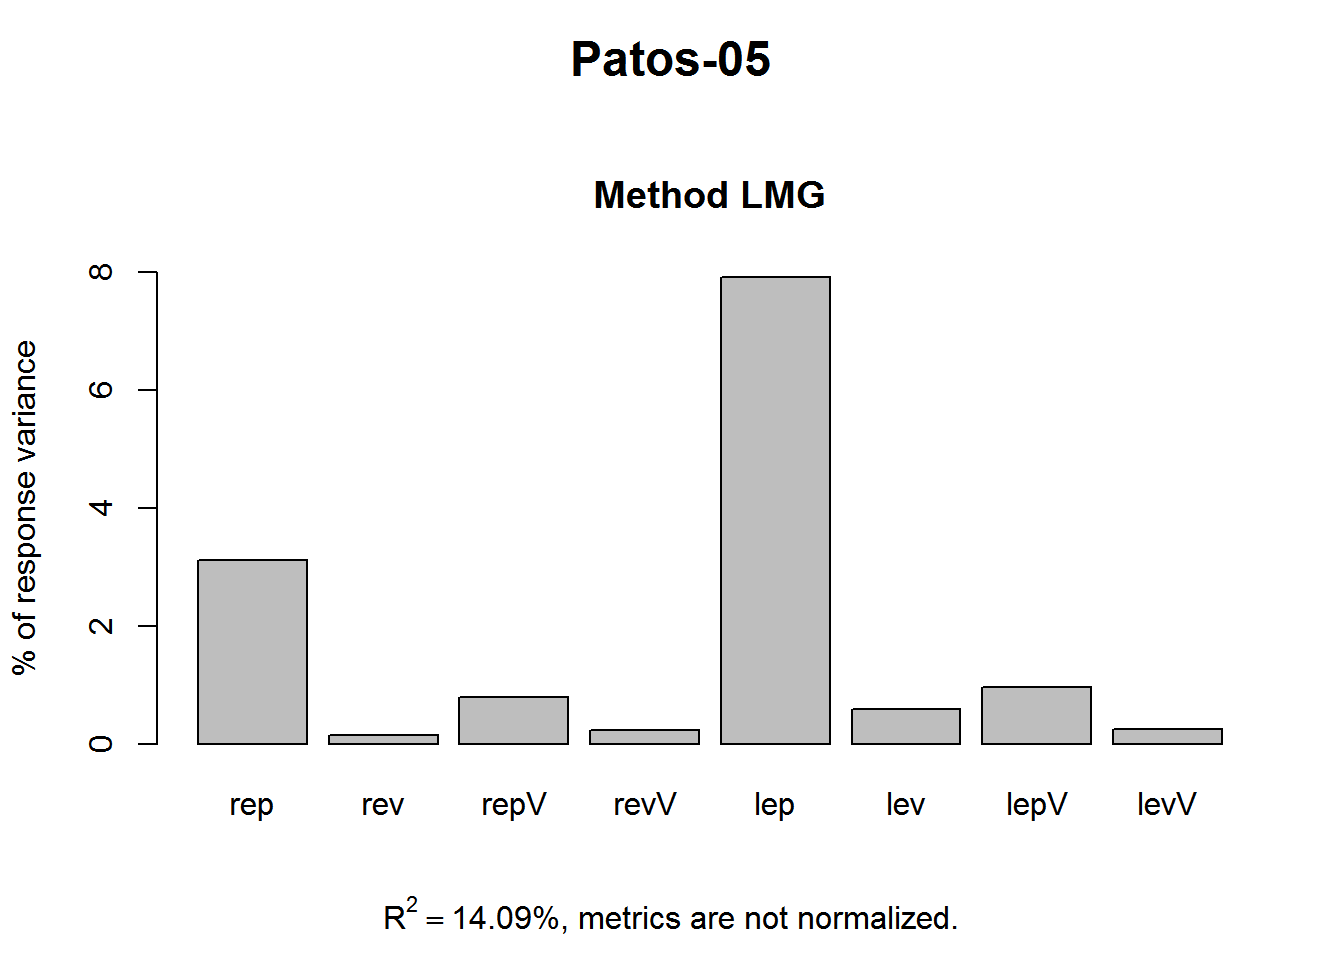 Patos-05
Method LMG
% of response variance
8
6
4
2
0
rep rev repV revV lep lev lepV levV
R² = 14.09%, metrics are not normalized.